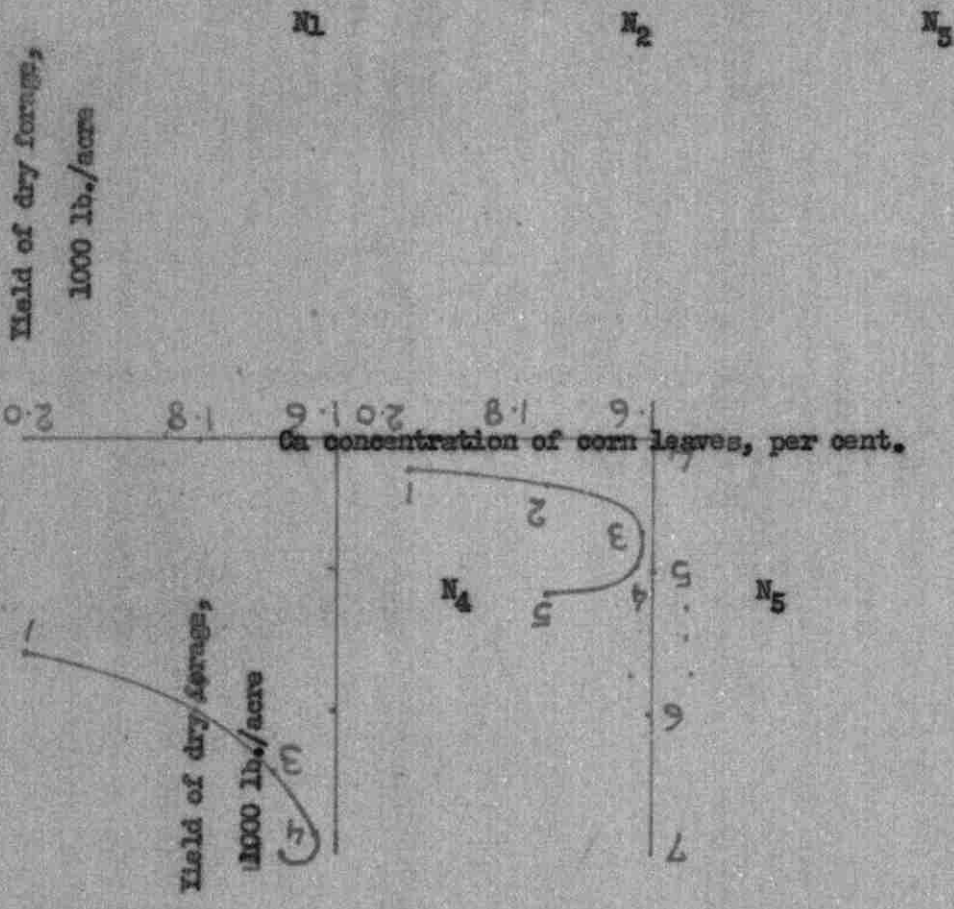 N1 N2 N3
Yield of dry forage,
1000 lb./acre
2.0 1.8 1.6 2.0 1.8 1.6
Ca concentration of corn leaves, per cent.
1 2 3 4 5
N4 N5
5
6
7
Yield of dry forage,
1000 lb./acre
1 3